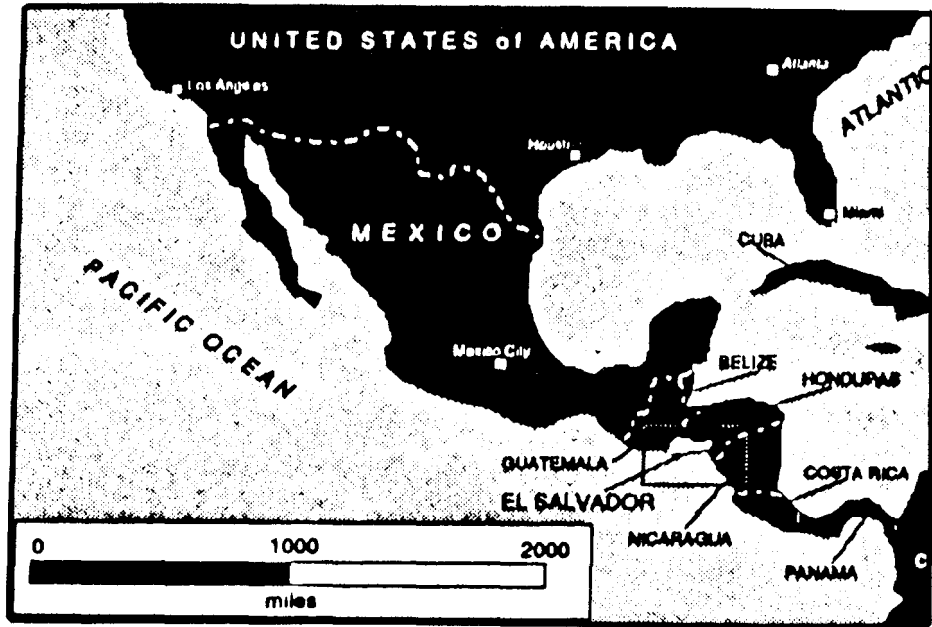 UNITED STATES of AMERICA
Atlanta
Los Angeles
ATLANTIC
Houst
MEXICO
Miami
CUBA
PACIFIC OCEAN
Mexico City
BELIZE
HONDURAS
GUATEMALA
COSTA RICA
EL SALVADOR
NICARAGUA
PANAMA
C
0 1000 2000
miles